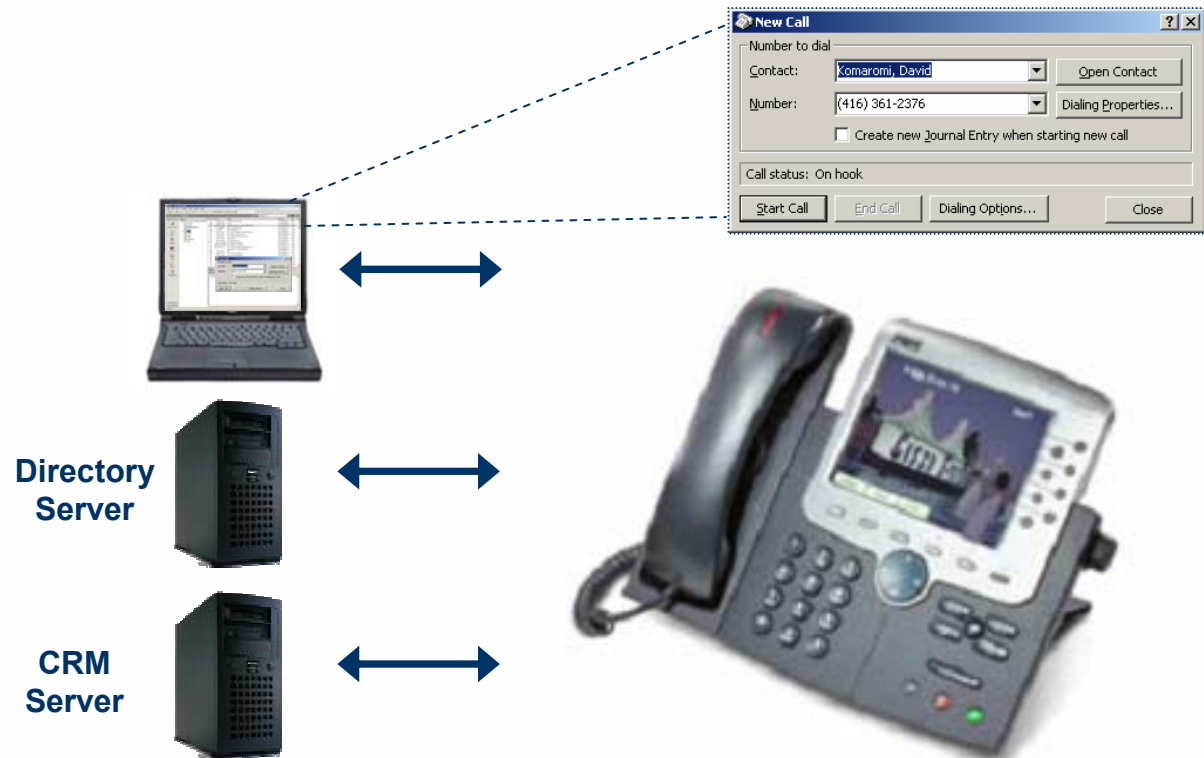 New Call
Number to dial
Contact: Komaromi, David Open Contact
Number: (416) 361-2376 Dialing Properties...
Create new Journal Entry when starting new call
Call status: On hook
Start Call End Call Dialing Options... Close
Directory
Server
CRM
Server